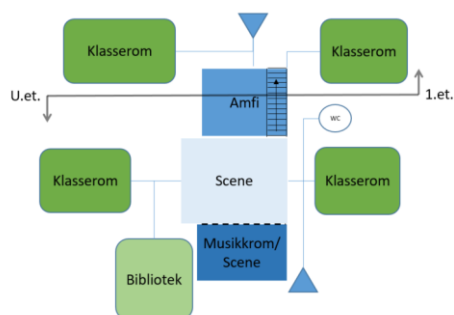 Klasserom
Klasserom
U.et.
1.et.
Amfi
WC
Klasserom
Scene
Klasserom
Musikkrom/
Scene
Bibliotek